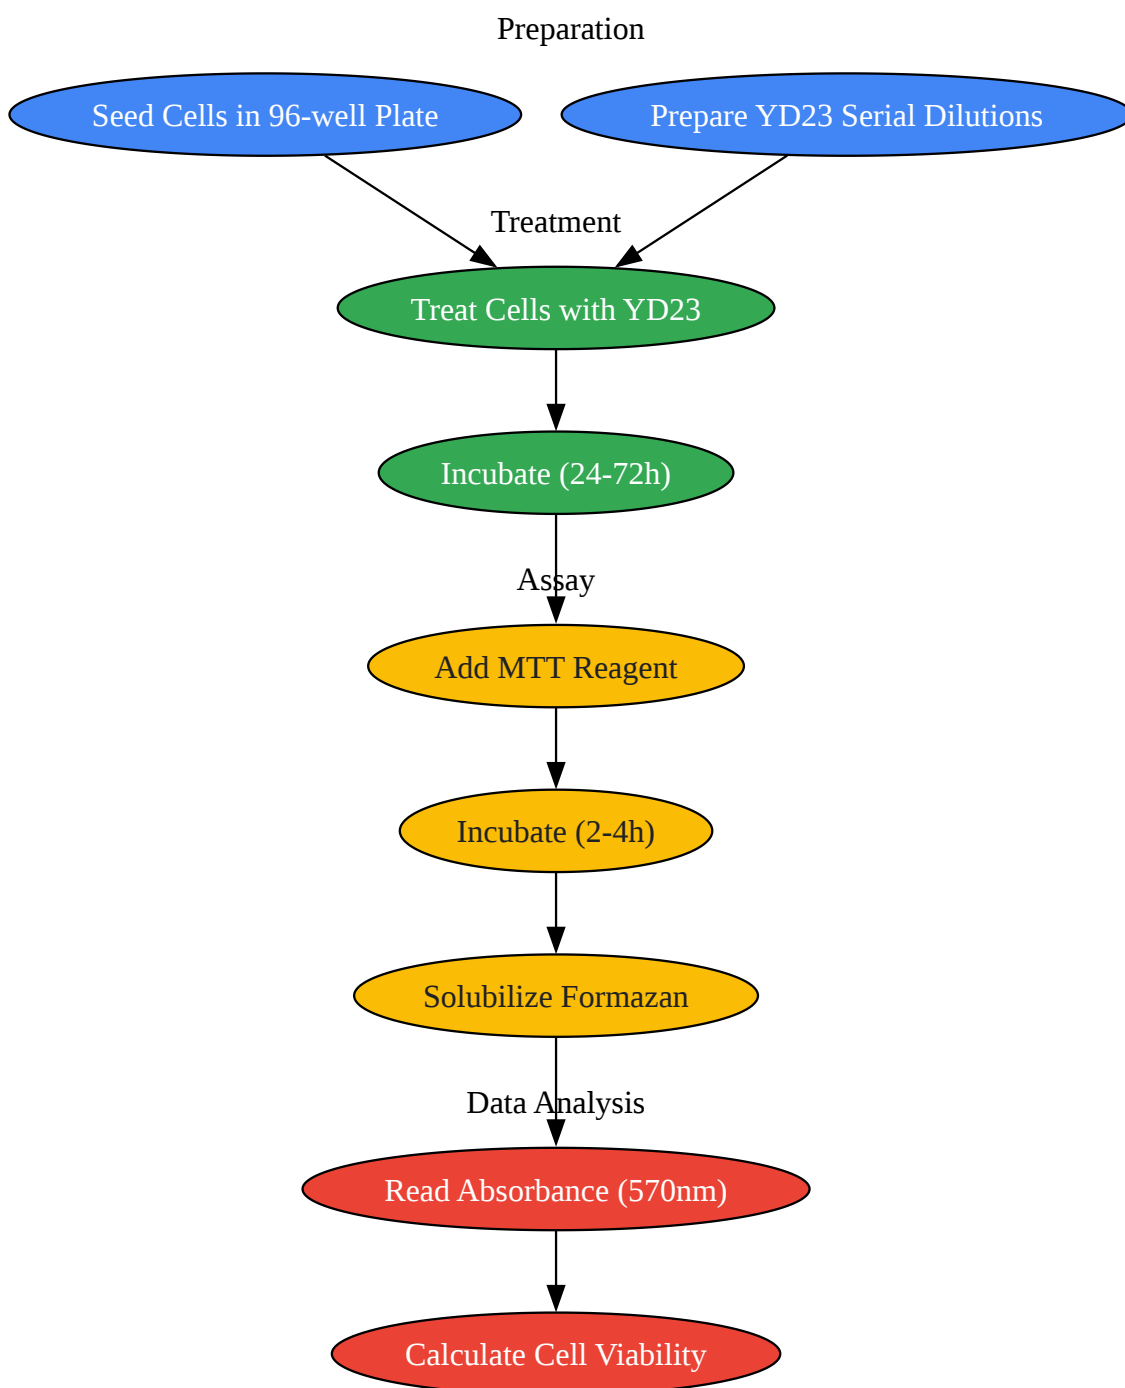 Preparation
Seed Cells in 96-well Plate
Prepare YD23 Serial Dilutions
Treatment
Treat Cells with YD23
Incubate (24-72h)
Assay
Add MTT Reagent
Incubate (2-4h)
Solubilize Formazan
Data Analysis
Read Absorbance (570nm)
Calculate Cell Viability